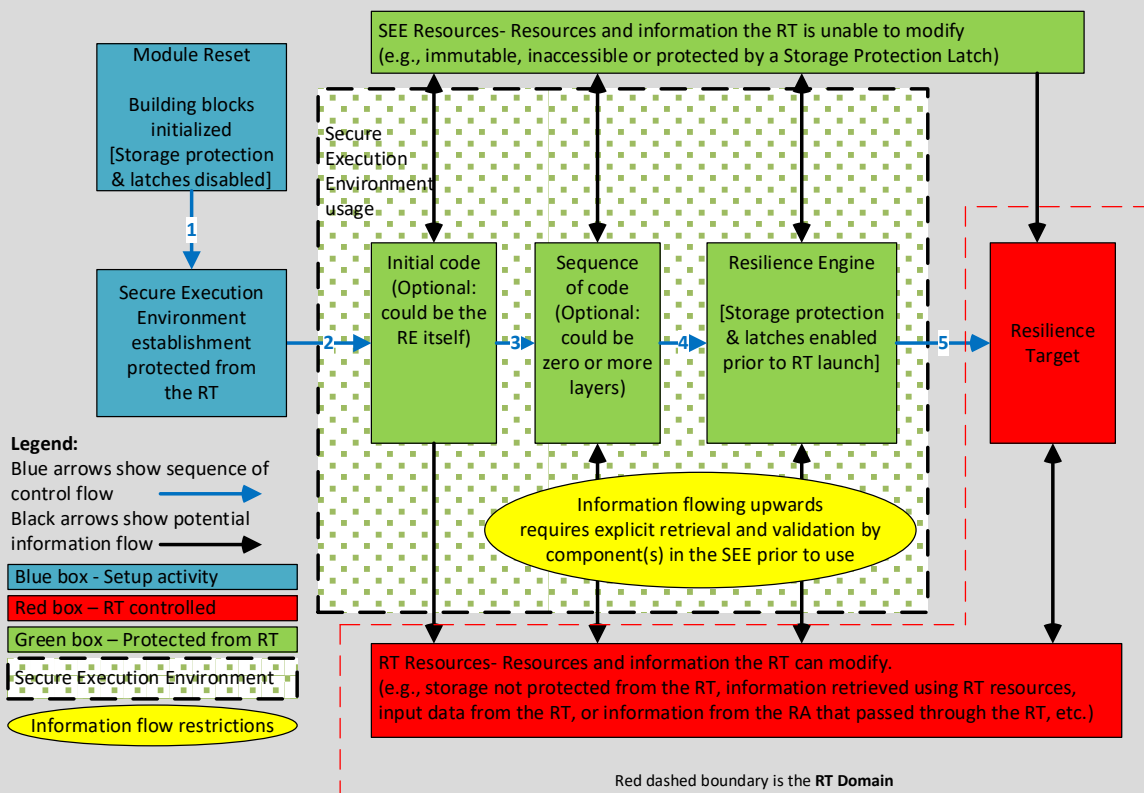 SEE Resources- Resources and information the RT is unable to modify
(e.g., immutable, inaccessible or protected by a Storage Protection Latch)
Module Reset
Building blocks
initialized
[Storage protection
& latches disabled]
1
Secure Execution
Environment
establishment
protected from
the RT
2
Secure
Execution
Environment
usage
Initial code
(Optional:
could be the
RE itself)
3
Sequence
of code
(Optional:
could be
zero or more
layers)
4
Resilience Engine
[Storage protection
& latches enabled
prior to RT launch]
5
Resilience
Target
Information flowing upwards
requires explicit retrieval and validation by
component(s) in the SEE prior to use
Legend:
Blue arrows show sequence of
control flow
Black arrows show potential
information flow
Blue box - Setup activity
Red box – RT controlled
Green box – Protected from RT
Secure Execution Environment
Information flow restrictions
RT Resources- Resources and information the RT can modify.
(e.g., storage not protected from the RT, information retrieved using RT resources,
input data from the RT, or information from the RA that passed through the RT, etc.)
Red dashed boundary is the RT Domain